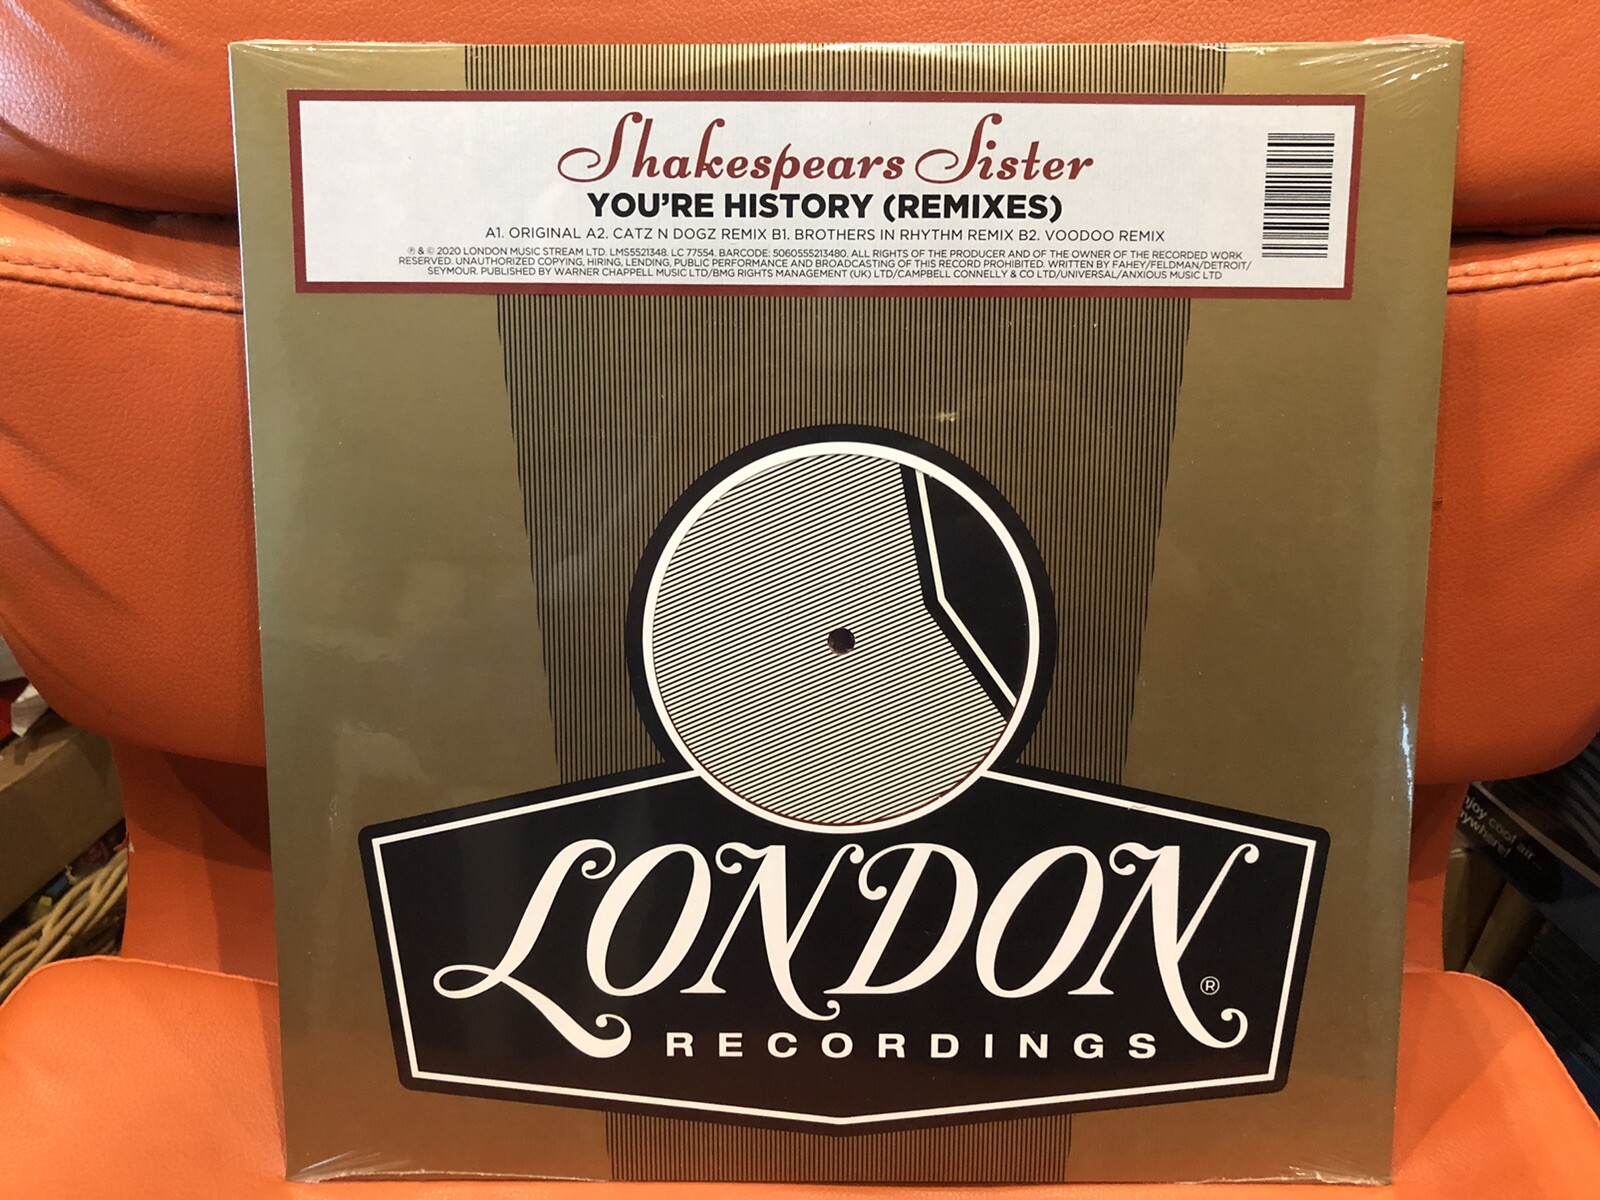 Shakespears Sister
YOU'RE HISTORY (REMIXES)
A1. ORIGINAL A2. CATZ N DOGZ REMIX B1. BROTHERS IN RHYTHM REMIX B2. VOODOO REMIX
℗ & © 2020 LONDON MUSIC STREAM LTD. LMS5521348. LC 77554. BARCODE: 5060555213480. ALL RIGHTS OF THE PRODUCER AND OF THE OWNER OF THE RECORDED WORK
RESERVED. UNAUTHORIZED COPYING, HIRING, LENDING, PUBLIC PERFORMANCE AND BROADCASTING OF THIS RECORD PROHIBITED. WRITTEN BY FAHEY/FELDMAN/DETROIT/
SEYMOUR. PUBLISHED BY WARNER CHAPPELL MUSIC LTD/BMG RIGHTS MANAGEMENT (UK) LTD/CAMPBELL CONNELLY & CO LTD/UNIVERSAL/ANXIOUS MUSIC LTD
LONDON®
RECORDINGS
cool air...